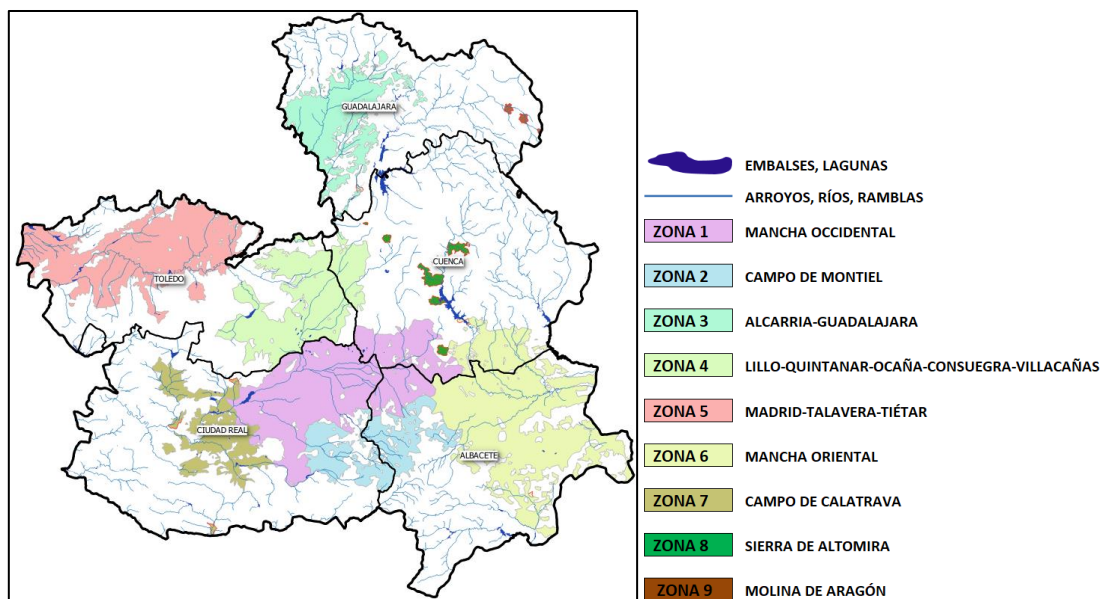 GUADALAJARA
CUENCA
TOLEDO
CIUDAD REAL
ALBACETE
EMBALSES, LAGUNAS
ARROYOS, RÍOS, RAMBLAS
ZONA 1 MANCHA OCCIDENTAL
ZONA 2 CAMPO DE MONTIEL
ZONA 3 ALCARRIA-GUADALAJARA
ZONA 4 LILLO-QUINTANAR-OCAÑA-CONSUEGRA-VILLACAÑAS
ZONA 5 MADRID-TALAVERA-TIÉTAR
ZONA 6 MANCHA ORIENTAL
ZONA 7 CAMPO DE CALATRAVA
ZONA 8 SIERRA DE ALTOMIRA
ZONA 9 MOLINA DE ARAGÓN